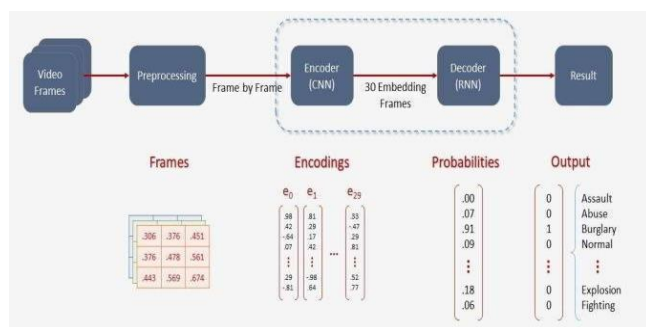 Video
Frames
Preprocessing
Frame by Frame
Encoder
(CNN)
30 Embedding
Frames
Decoder
(RNN)
Result
Frames
Encodings
Probabilities
Output
.306 .376 .451
.376 .478 .561
.443 .569 .674
e0 e1 e29
.98 .81 .33
.42 .29 -.47
-.64 .17 .29
.07 .42 .81
...
.29 -.98 .52
-.81 .64 .77
.00
.07
.91
.09
.18
.06
0 Assault
0 Abuse
1 Burglary
0 Normal
0 Explosion
0 Fighting